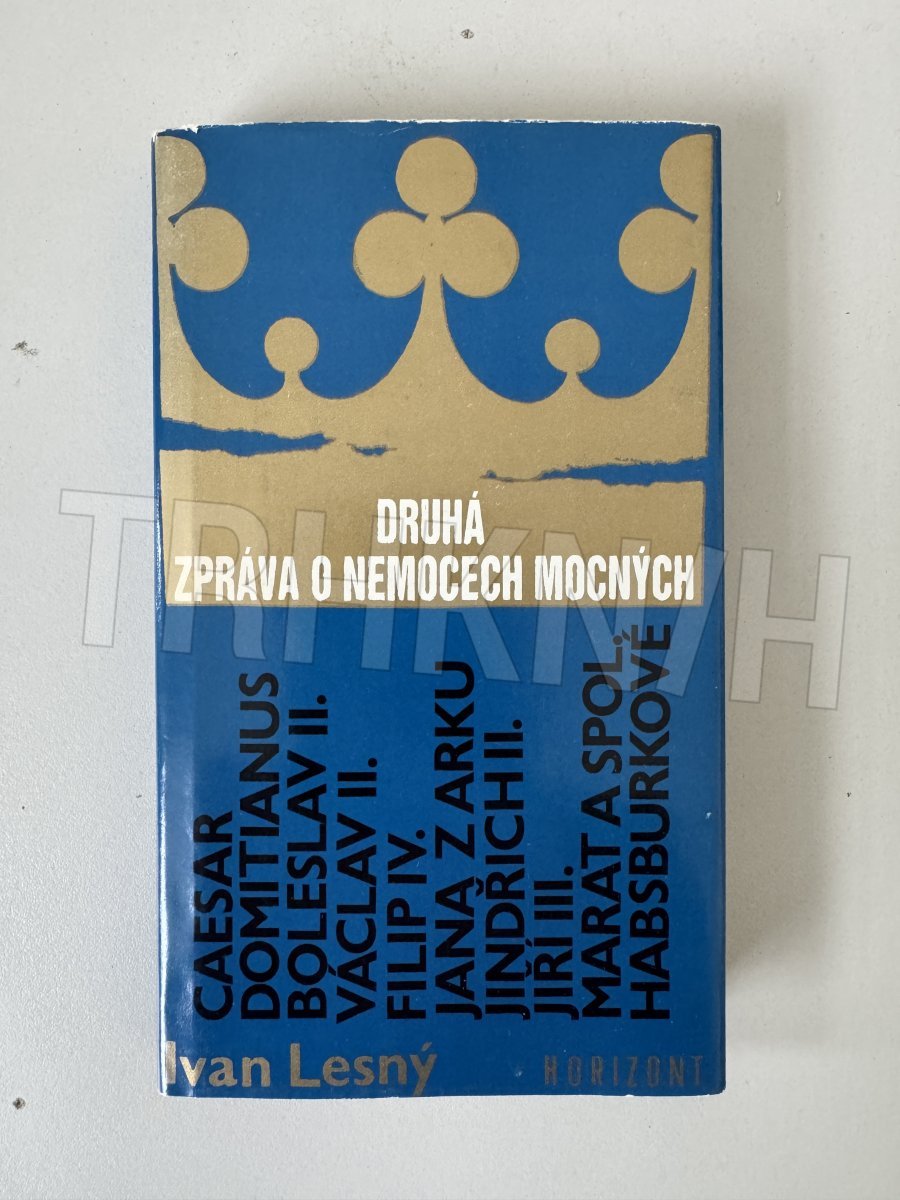 DRUHÁ
ZPRÁVA O NEMOCECH MOCNÝCH
CAESAR
DOMITIANUS
BOLESLAV II.
VÁCLAV II.
FILIP IV.
JANA Z ARKU
JINDŘICH II.
JIŘÍ III.
MARAT A SPOL.
HABSBURKOVÉ
Ivan Lesný
HORIZONT
TRHKNIH